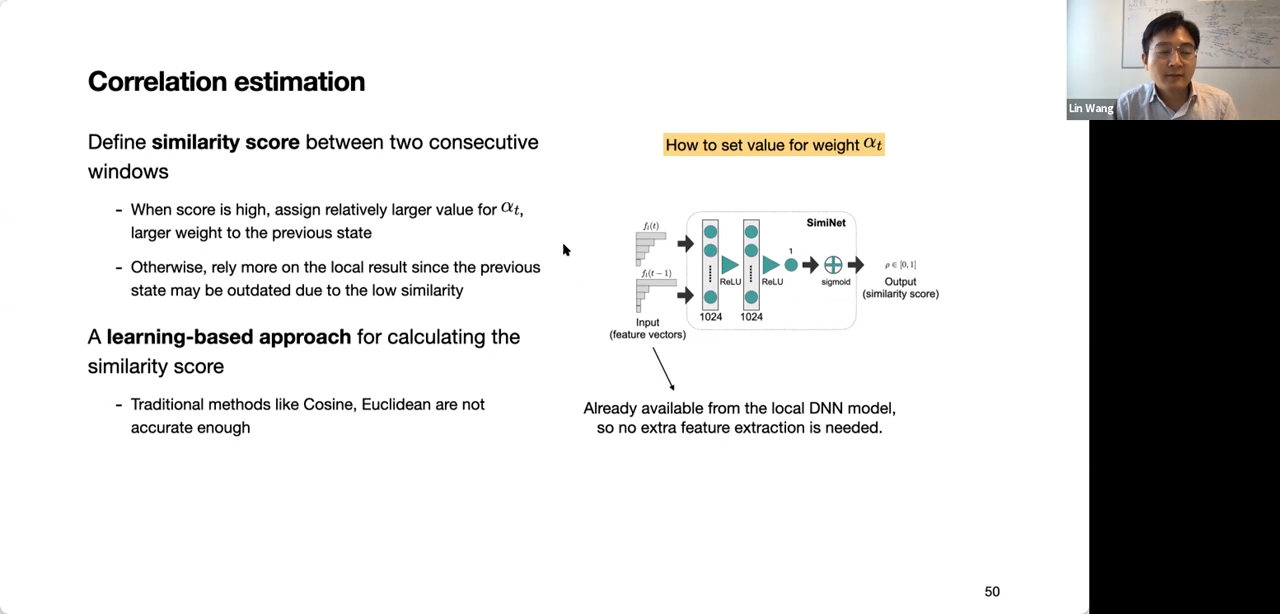 Correlation estimation
Define similarity score between two consecutive
windows
- When score is high, assign relatively larger value for αt,
larger weight to the previous state
- Otherwise, rely more on the local result since the previous
state may be outdated due to the low similarity
A learning-based approach for calculating the
similarity score
- Traditional methods like Cosine, Euclidean are not
accurate enough
How to set value for weight αt
SimiNet
fi(t)
fi(t − 1)
1
ReLU
ReLU
sigmoid
ρ ∈ [0,1]
Output
(similarity score)
1024
1024
Input
(feature vectors)
Already available from the local DNN model,
so no extra feature extraction is needed.
50
Lin Wang